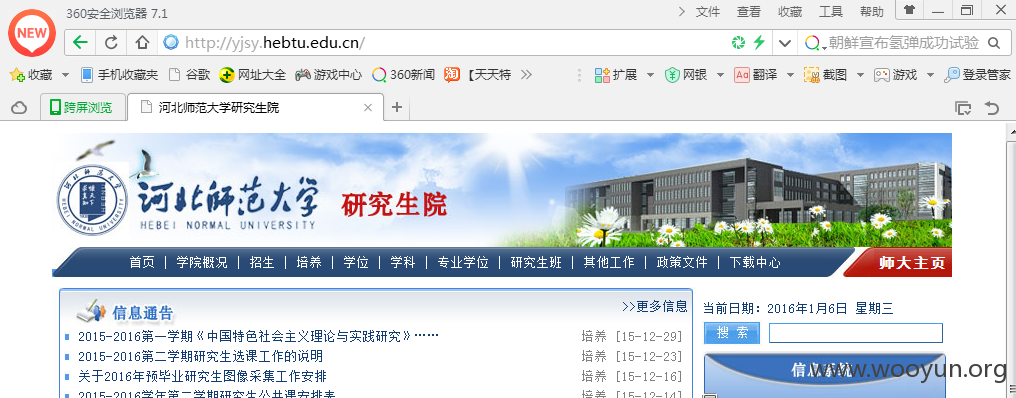 360安全浏览器 7.1
文件 查看 收藏 工具 帮助
NEW
http://yjsy.hebtu.edu.cn/
朝鲜宣布氢弹成功试验
收藏 手机收藏夹 谷歌 网址大全 游戏中心 360新闻 淘 【天天特 » 扩展 网银 Aa 翻译 截图 游戏 登录管家
跨屏浏览 河北师范大学研究生院
河北师范大学 研究生院
HEBEI NORMAL UNIVERSITY
首页 | 学院概况 | 招生 | 培养 | 学位 | 学科 | 专业学位 | 研究生班 | 其他工作 | 政策文件 | 下载中心 师大主页
信息通告 >>更多信息
当前日期: 2016年1月6日 星期三
2015-2016第一学期《中国特色社会主义理论与实践研究》…… 培养 [15-12-29]
搜 索
2015-2016第二学期研究生选课工作的说明 培养 [15-12-23]
关于2016年预毕业研究生图像采集工作安排 培养 [15-12-16]
信息系统
www.wooyun.org
2015-2016学年第二学期研究生公共课安排表 培养 [15-12-14]